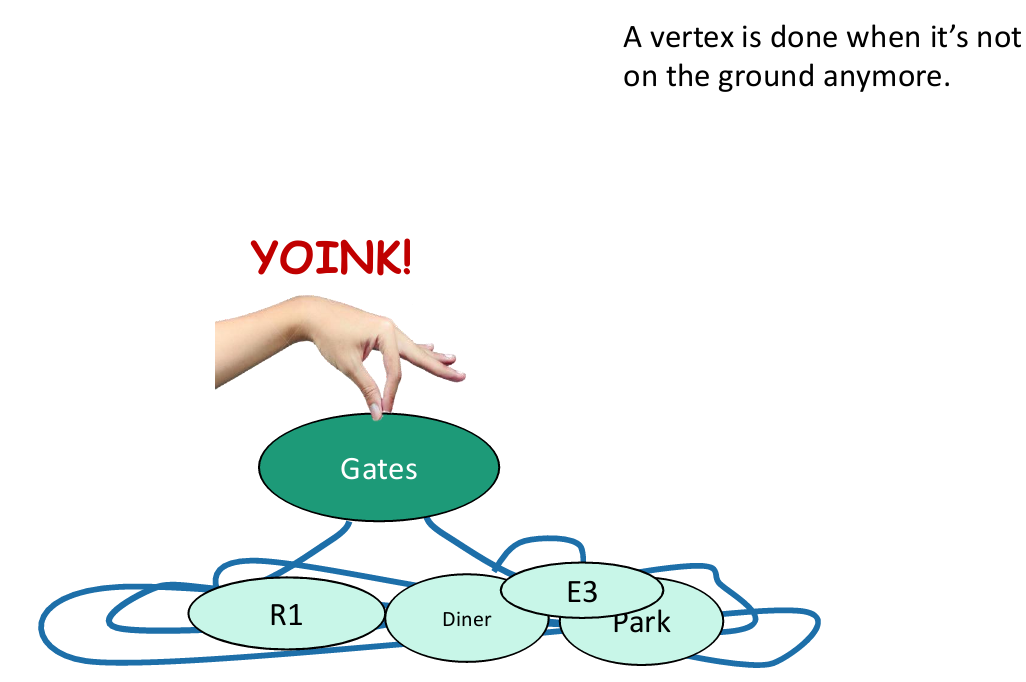 A vertex is done when it’s not
on the ground anymore.
YOINK!
Gates
R1
Diner
E3
Park